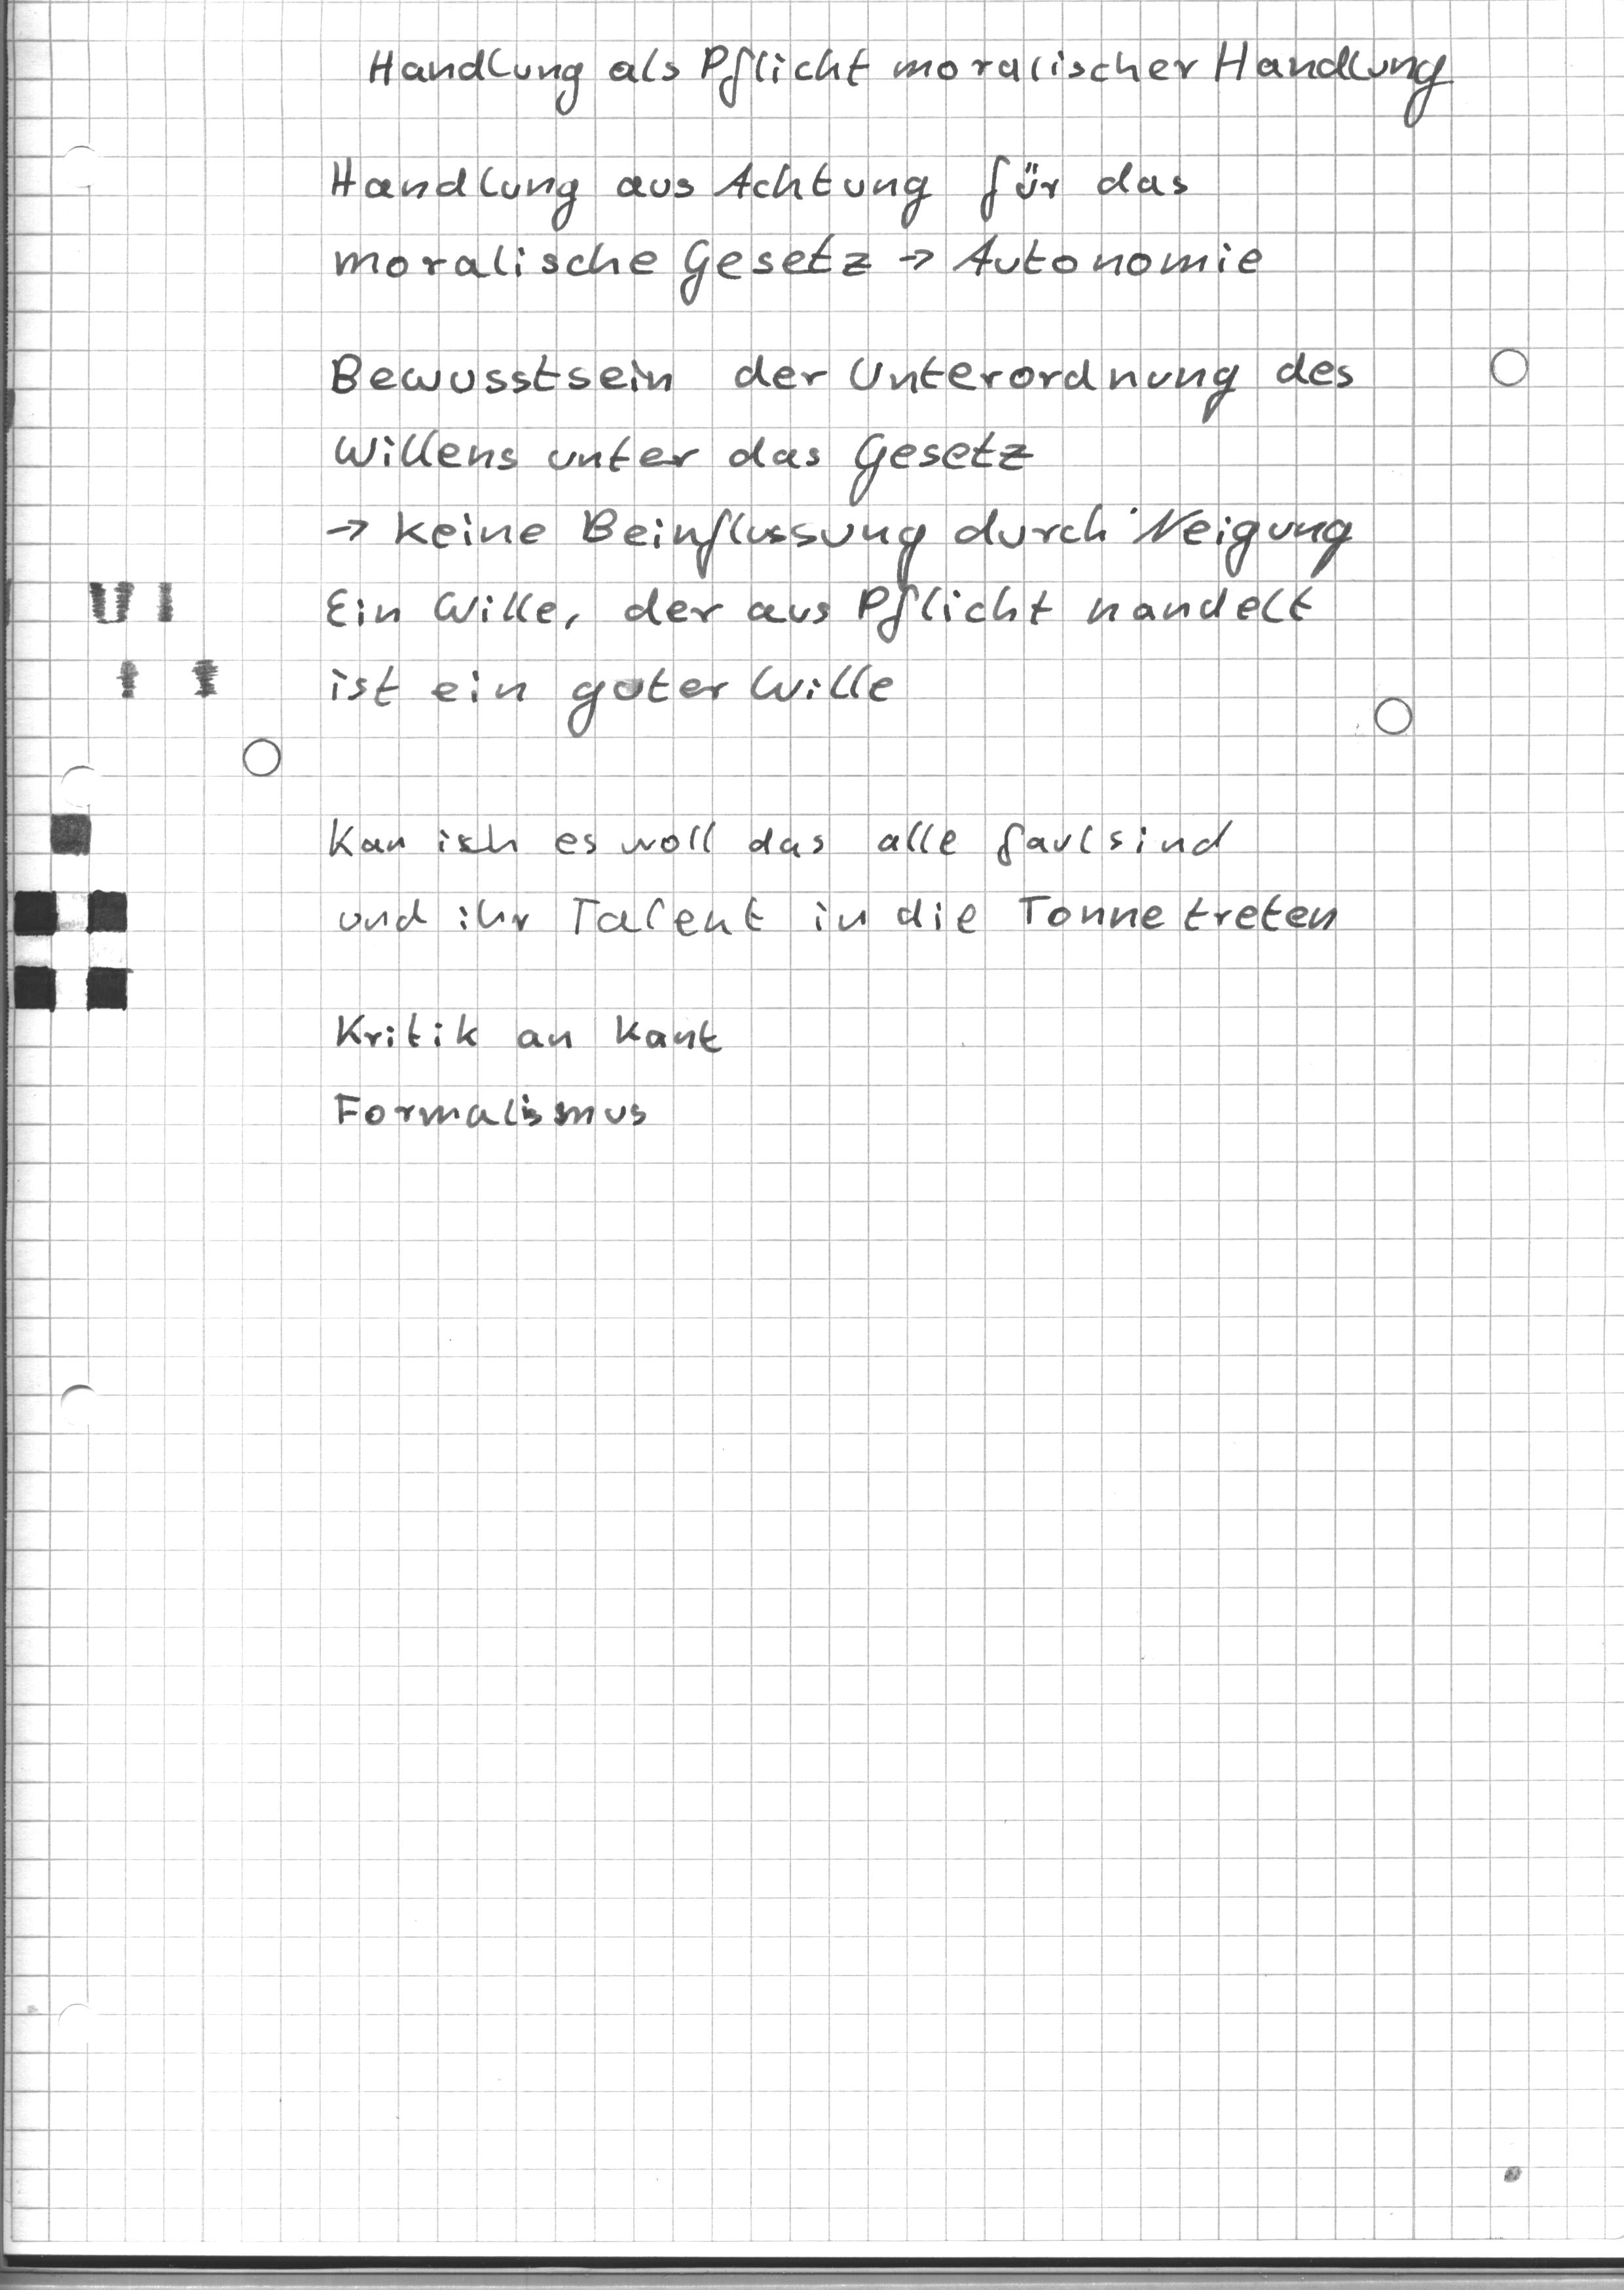 Handlung als Pflicht moralischer Handlung
Handlung aus Achtung für das
moralische Gesetz → Autonomie
Bewusstsein der Unterordnung des
Willens unter das Gesetz
→ keine Beinflussung durch Neigung
Ein Wille, der aus Pflicht handelt
ist ein guter Wille
Kan ich es woll das alle faul sind
und ihr Talent in die Tonne treten
Kritik an Kant
Formalismus